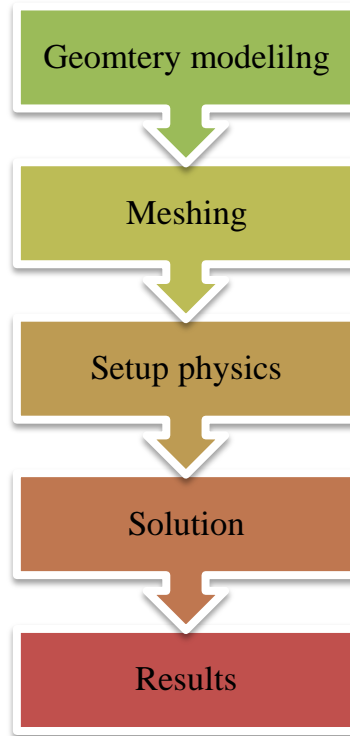 Geomtery modelilng
Meshing
Setup physics
Solution
Results